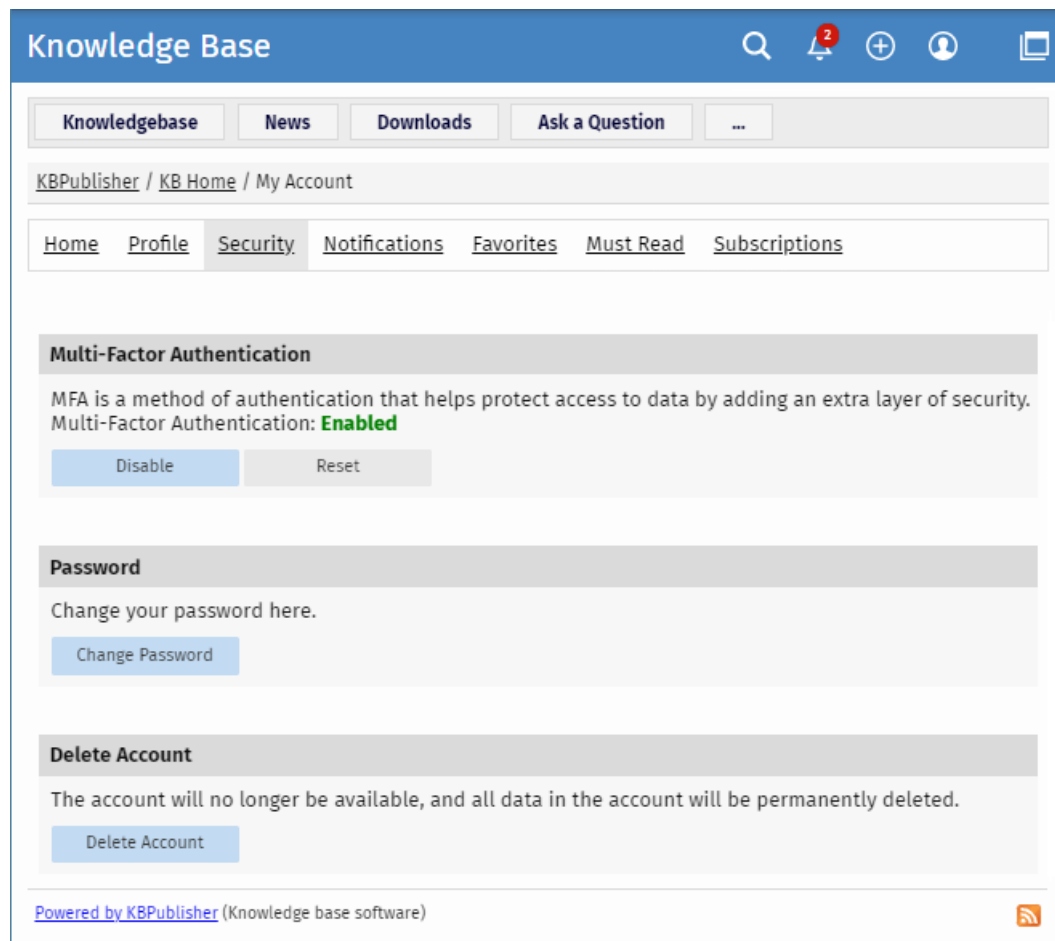 Knowledge Base
2
Knowledgebase News Downloads Ask a Question ...
KBPublisher / KB Home / My Account
Home Profile Security Notifications Favorites Must Read Subscriptions
Multi-Factor Authentication
MFA is a method of authentication that helps protect access to data by adding an extra layer of security.
Multi-Factor Authentication: Enabled
Disable Reset
Password
Change your password here.
Change Password
Delete Account
The account will no longer be available, and all data in the account will be permanently deleted.
Delete Account
Powered by KBPublisher (Knowledge base software)